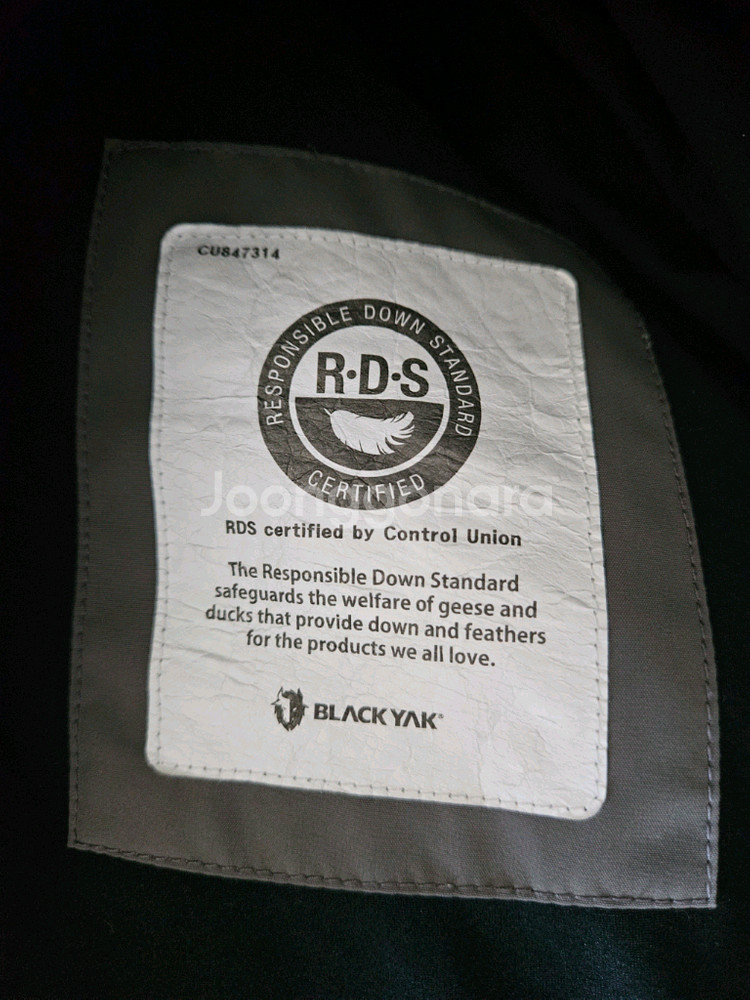 CU847314
RESPONSIBLE DOWN STANDARD
R·D·S
CERTIFIED
Joonggonara
RDS certified by Control Union
The Responsible Down Standard
safeguards the welfare of geese and
ducks that provide down and feathers
for the products we all love.
BLACKYAK®